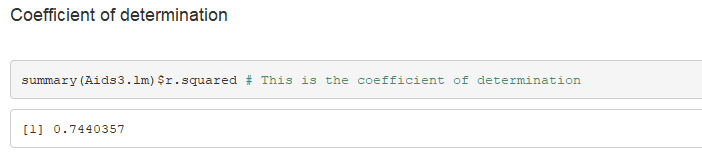 Coefficient of determination
summary(Aids3.lm)$r.squared # This is the coefficient of determination
[1] 0.7440357